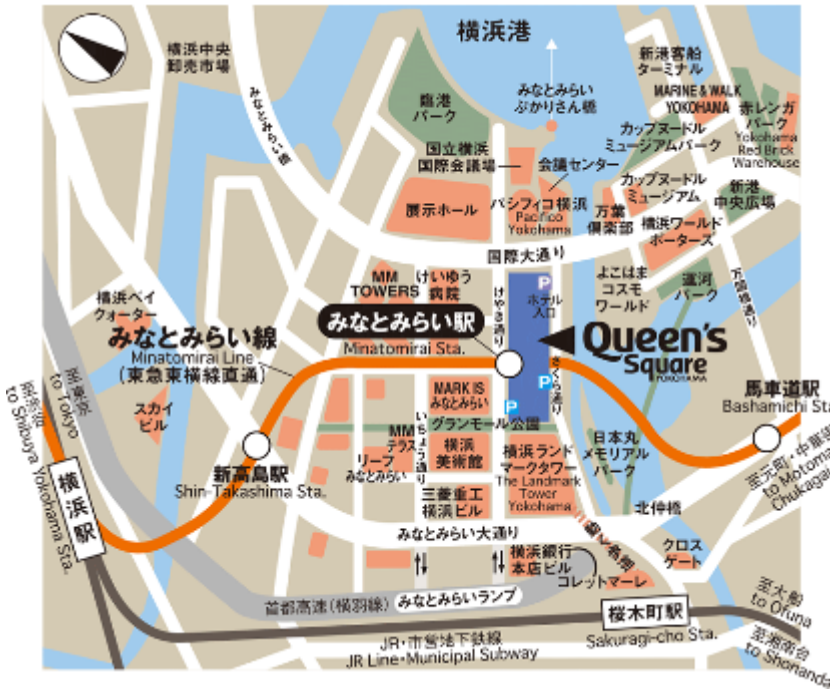 横浜港
横浜中央
卸売市場
みなとみらい橋
臨港
パーク
みなとみらい
ぷかりさん橋
新港客船
ターミナル
MARINE & WALK
YOKOHAMA
赤レンガ
パーク
Yokohama
Red Brick
Warehouse
カップヌードル
ミュージアムパーク
国立横浜
国際会議場
会議センター
カップヌードル
ミュージアム
新港
中央広場
展示ホール
パシフィコ横浜
Pacifico
Yokohama
万葉
倶楽部
横浜ワールド
ポーターズ
国際大通り
MM
TOWERS
けいゆう
病院
けやき通り
P
ホテル
入口
よこはま
コスモ
ワールド
運河
パーク
万国橋通り
横浜ベイ
クォーター
みなとみらい線
Minatomirai Line
(東急東横線直通)
みなとみらい駅
Minatomirai Sta.
Queen's
Square
YOKOHAMA
さくら通り
馬車道駅
Bashamichi Sta.
至東京
to Tokyo
至渋谷
to Shibuya
スカイ
ビル
MARK IS
みなとみらい
P
P
グランモール公園
いちょう通り
MM
テラス
リーフ
みなとみらい
横浜
美術館
横浜ランド
マークタワー
The Landmark
Tower
Yokohama
日本丸
メモリアル
パーク
至元町・中華街
to Motomachi
Chukagai
新高島駅
Shin-Takashima Sta.
横浜駅
Yokohama Sta.
三菱重工
横浜ビル
みなとみらい大通り
動く歩道
北仲橋
クロス
ゲート
横浜銀行
本店ビル
コレットマーレ
首都高速(横羽線)
みなとみらいランプ
桜木町駅
Sakuragi-cho Sta.
至大船
to Ofuna
至湘南台
JR・市営地下鉄線
JR Line・Municipal Subway